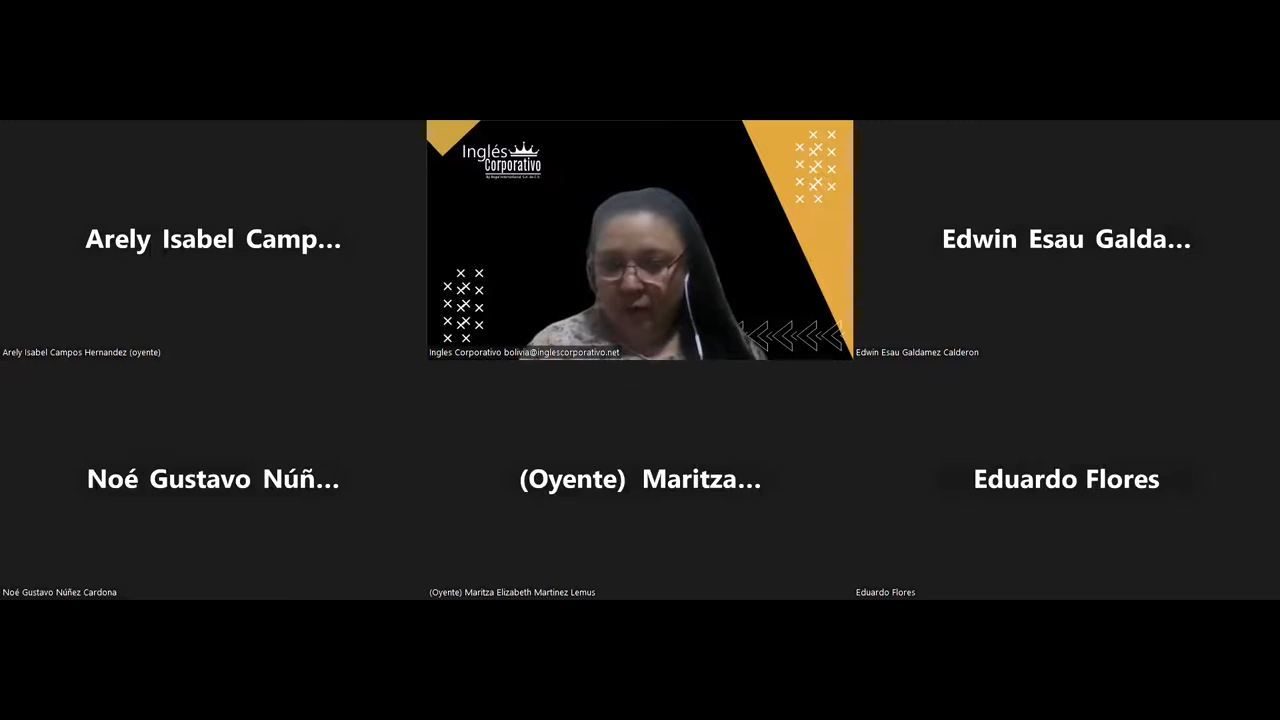 Arely Isabel Camp...
Arely Isabel Campos Hernandez (oyente)
Inglés
Corporativo
Ingles Corporativo bolivia@inglescorporativo.net
Edwin Esau Galda...
Edwin Esau Galdamez Calderon
Noé Gustavo Núñ...
Noé Gustavo Núñez Cardona
(Oyente) Maritza...
(Oyente) Maritza Elizabeth Martinez Lemus
Eduardo Flores
Eduardo Flores